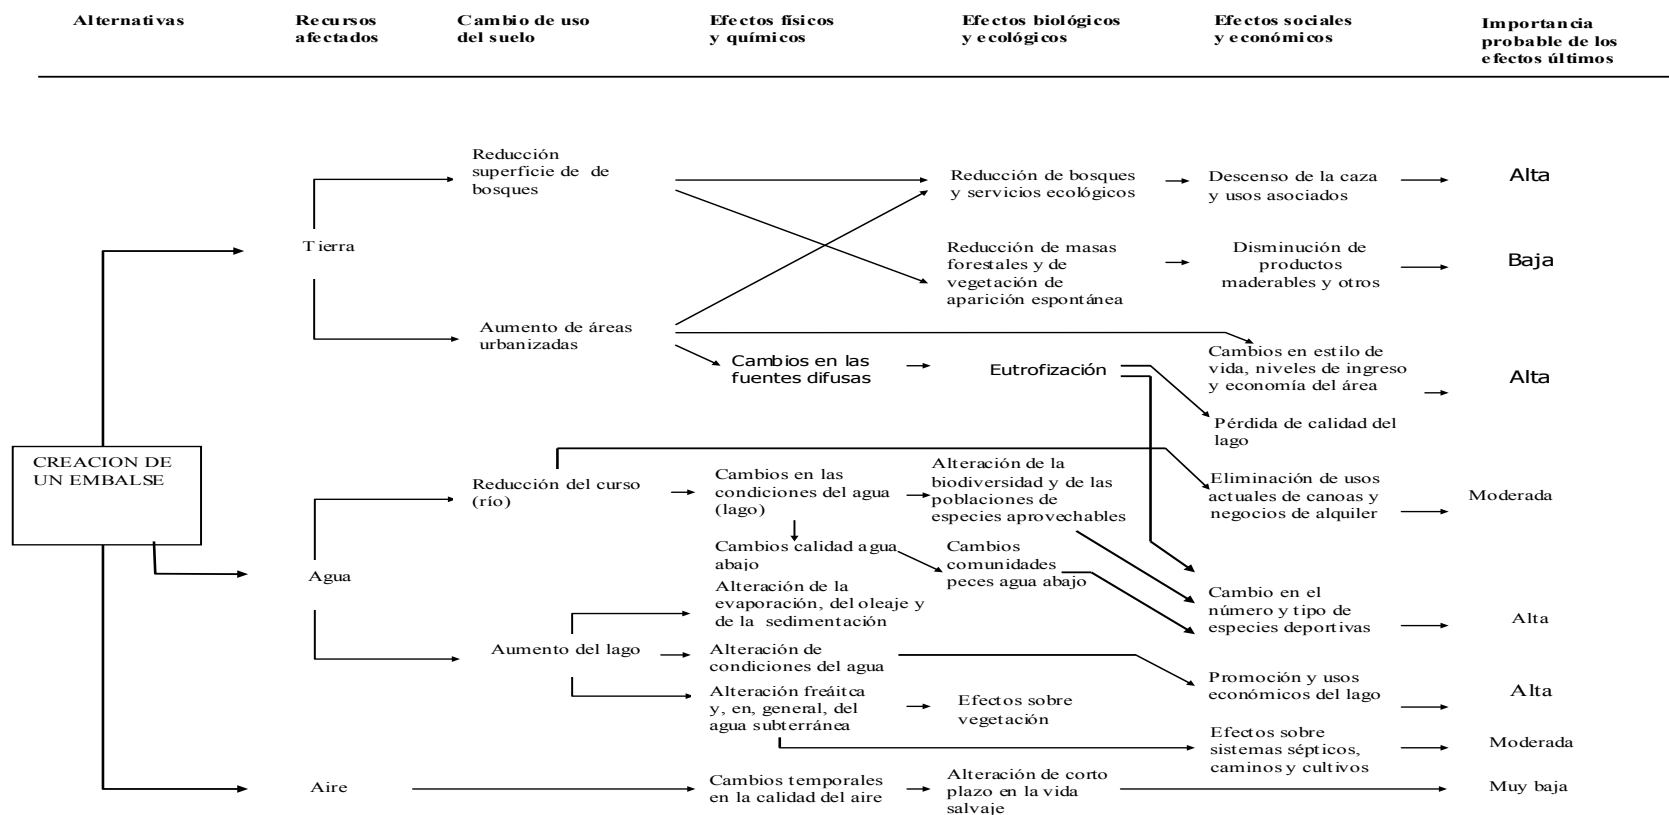 Alternativas
Recursos
afectados
Cambio de uso
del suelo
Efectos físicos
y químicos
Efectos biológicos
y ecológicos
Efectos sociales
y económicos
Importancia
probable de los
efectos últimos
Reducción
superficie de de
bosques
Reducción de bosques
y servicios ecológicos
Descenso de la caza
y usos asociados
Alta
Tierra
Reducción de masas
forestales y de
vegetación de
aparición espontánea
Disminución de
productos
maderables y otros
Baja
Aumento de áreas
urbanizadas
Cambios en las
fuentes difusas
Eutrofización
Cambios en estilo de
vida, niveles de ingreso
y economía del área
Alta
Pérdida de calidad del
lago
CREACION DE
UN EMBALSE
Reducción del curso
(río)
Cambios en las
condiciones del agua
(lago)
Alteración de la
biodiversidad y de las
poblaciones de
especies aprovechables
Eliminación de usos
actuales de canoas y
negocios de alquiler
Moderada
Agua
Cambios calidad agua
abajo
Cambios
comunidades
peces agua abajo
Alteración de la
evaporación, del oleaje y
de la sedimentación
Cambio en el
número y tipo de
especies deportivas
Alta
Aumento del lago
Alteración de
condiciones del agua
Promoción y usos
económicos del lago
Alta
Alteración freáitca
y, en, general, del
agua subterránea
Efectos sobre
vegetación
Efectos sobre
sistemas sépticos,
caminos y cultivos
Moderada
Aire
Cambios temporales
en la calidad del aire
Alteración de corto
plazo en la vida
salvaje
Muy baja